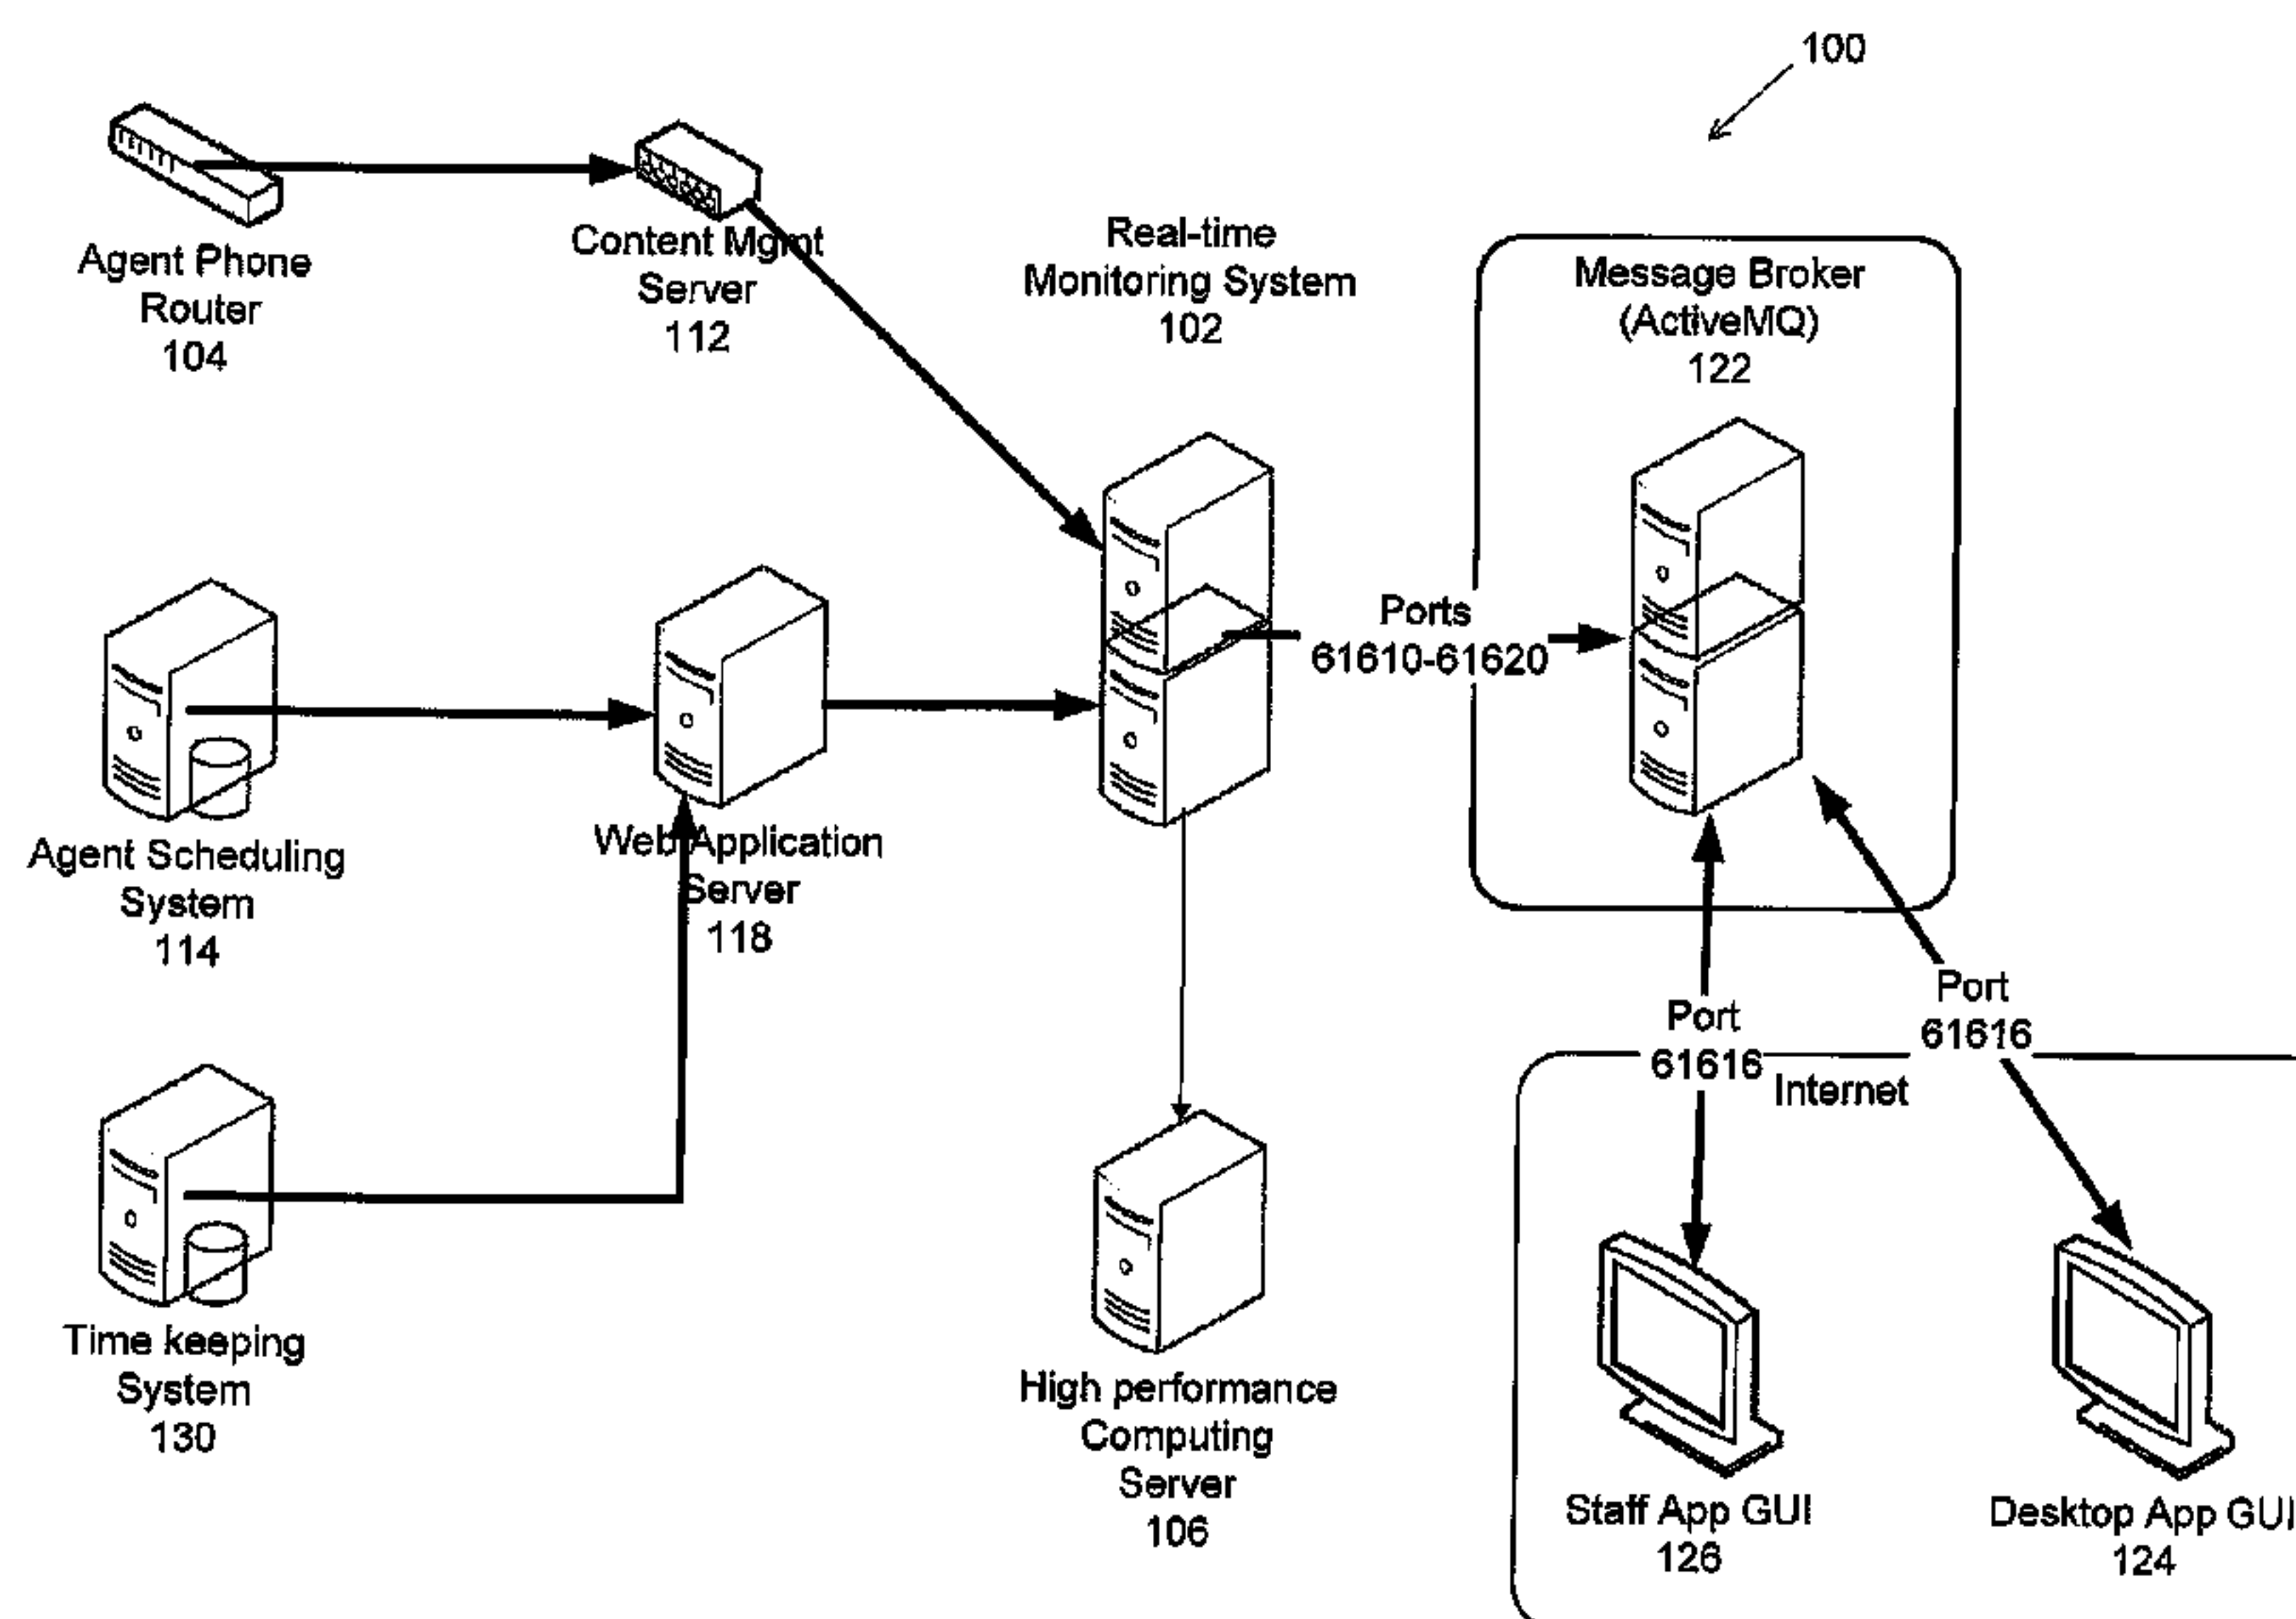 100
Agent Phone
Router
104
Content Mgmt
Server
112
Real-time
Monitoring System
102
Message Broker
(ActiveMQ)
122
Ports
61610-61620
Agent Scheduling
System
114
Web Application
Server
118
Port
61616
Port
61616
Internet
Time keeping
System
130
High performance
Computing
Server
106
Staff App GUI
126
Desktop App GUI
124